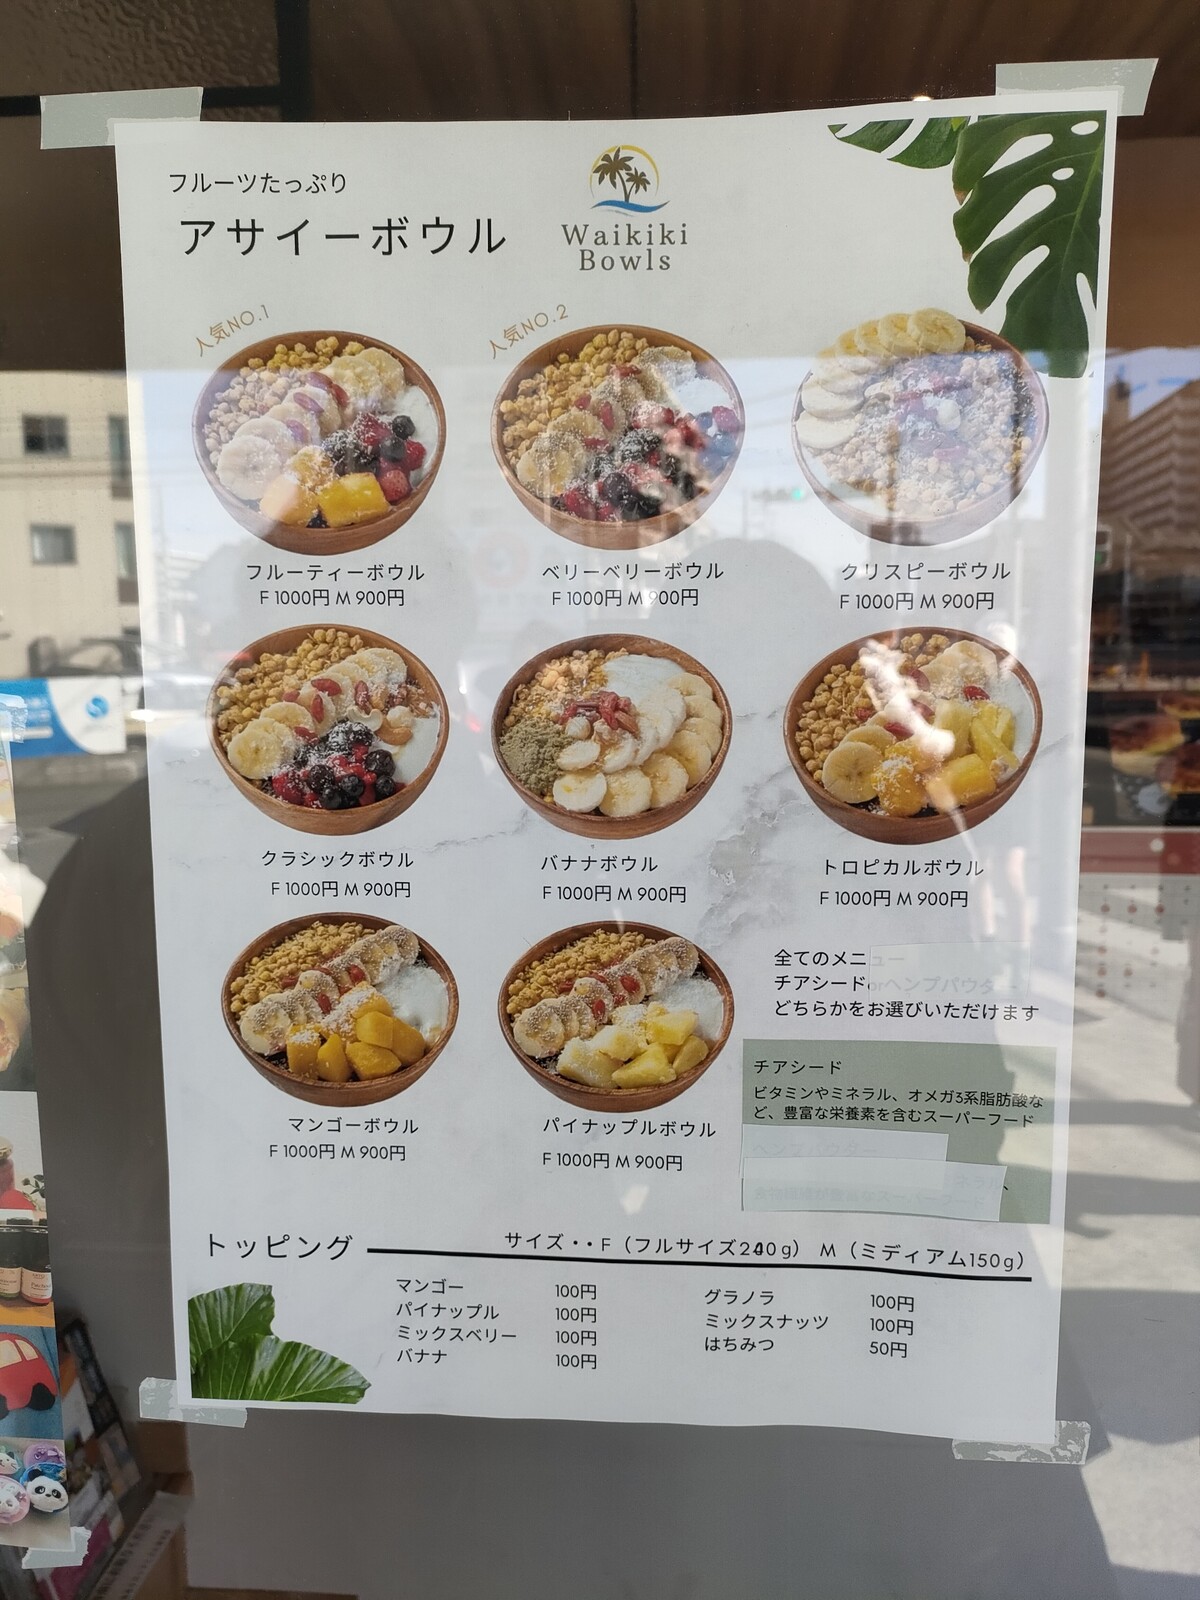 フルーツたっぷり
アサイーボウル
Waikiki
Bowls
人気NO.1
人気NO.2
フルーティーボウル
F 1000円 M 900円
ベリーベリーボウル
F 1000円 M 900円
クリスピーボウル
F 1000円 M 900円
クラシックボウル
F 1000円 M 900円
バナナボウル
F 1000円 M 900円
トロピカルボウル
F 1000円 M 900円
マンゴーボウル
F 1000円 M 900円
パイナップルボウル
F 1000円 M 900円
全てのメニュー
チアシードorヘンプパウダー
どちらかをお選びいただけます
チアシード
ビタミンやミネラル、オメガ3系脂肪酸な
ど、豊富な栄養素を含むスーパーフード
ヘンプパウダー
ネラル、
トッピング
サイズ・・F（フルサイズ200g） M（ミディアム150g）
マンゴー 100円
パイナップル 100円
ミックスベリー 100円
バナナ 100円
グラノラ 100円
ミックスナッツ 100円
はちみつ 50円